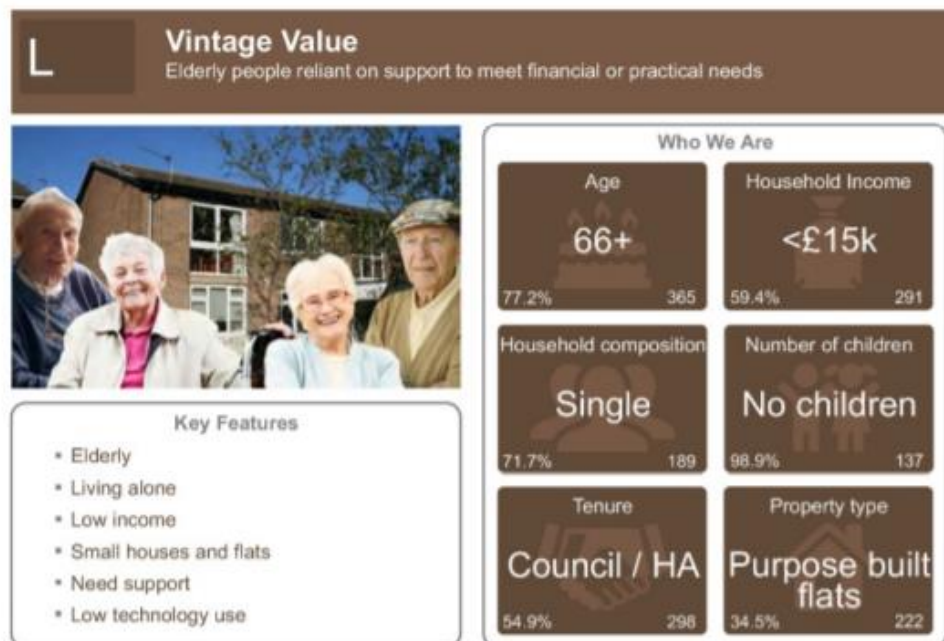 L
Vintage Value
Elderly people reliant on support to meet financial or practical needs
Who We Are
Age
66+
77.2% 365
Household Income
<£15k
59.4% 291
Household composition
Single
71.7% 189
Number of children
No children
98.9% 137
Tenure
Council / HA
54.9% 298
Property type
Purpose built
flats
34.5% 222
Key Features
▪ Elderly
▪ Living alone
▪ Low income
▪ Small houses and flats
▪ Need support
▪ Low technology use